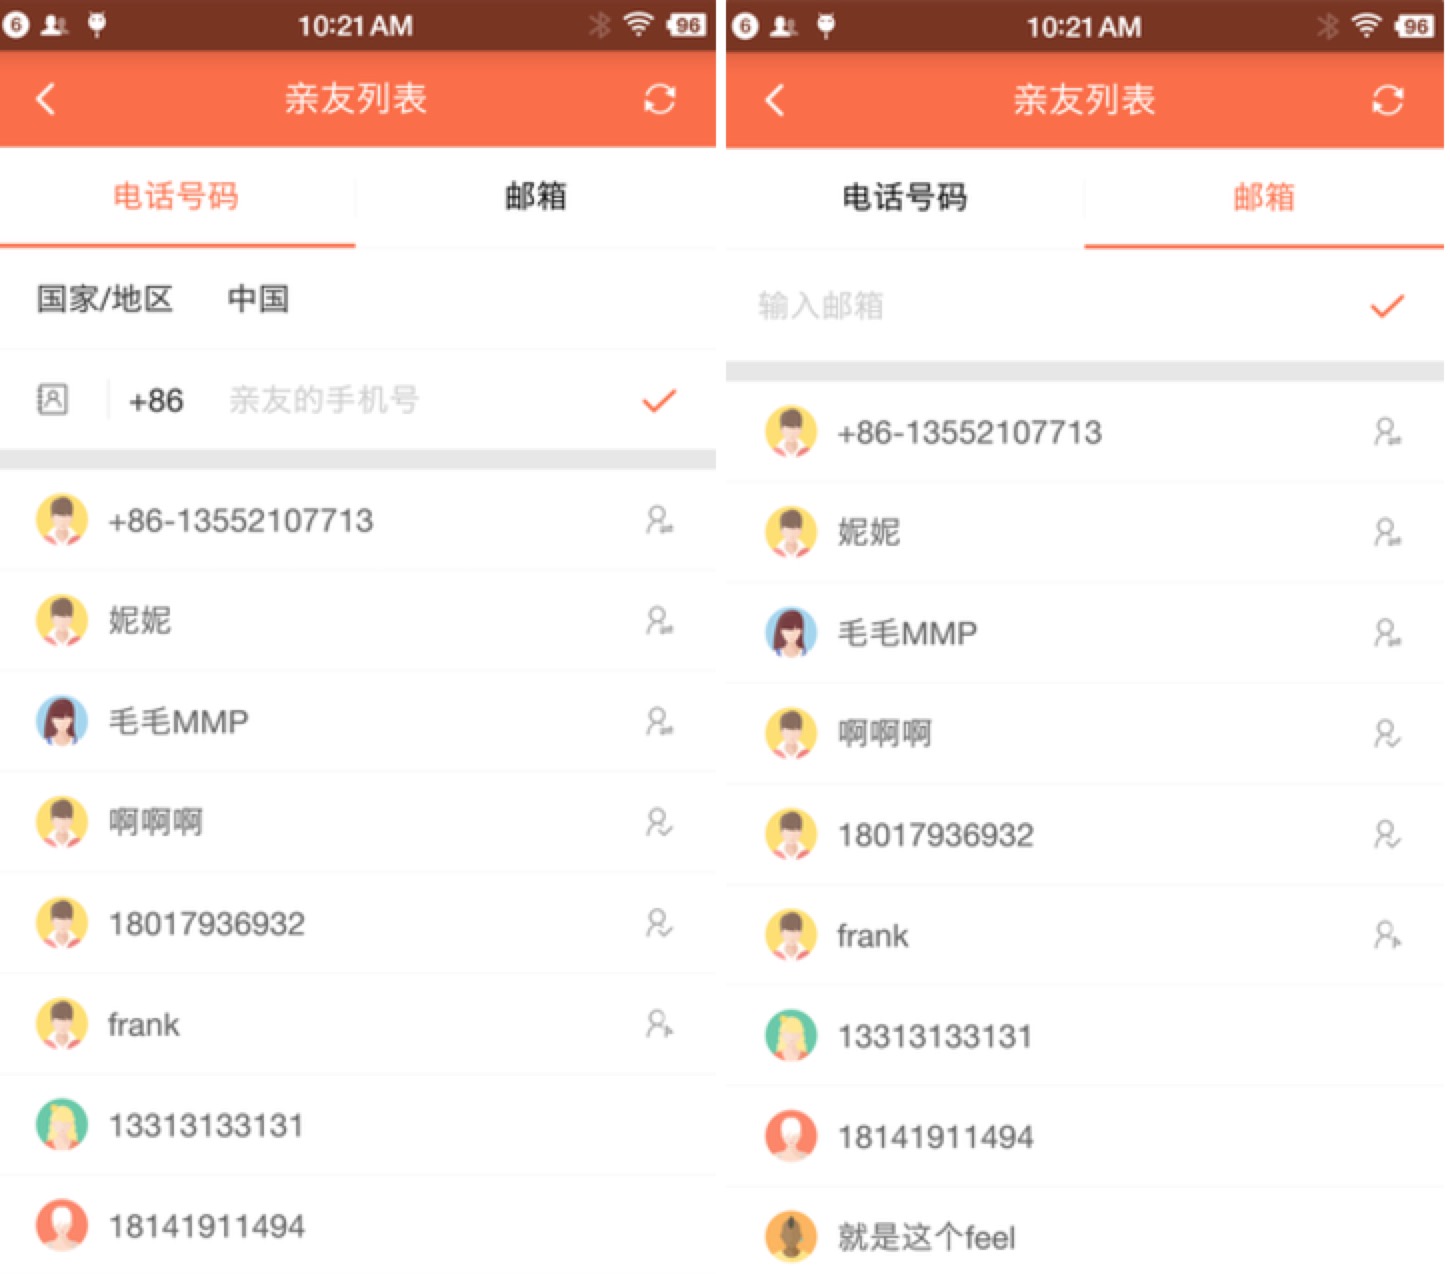 6 10:21 AM 96
亲友列表
电话号码 邮箱
国家/地区 中国
+86 亲友的手机号
+86-13552107713
妮妮
毛毛MMP
啊啊啊
18017936932
frank
13313133131
18141911494
6 10:21 AM 96
亲友列表
电话号码 邮箱
输入邮箱
+86-13552107713
妮妮
毛毛MMP
啊啊啊
18017936932
frank
13313133131
18141911494
就是这个feel